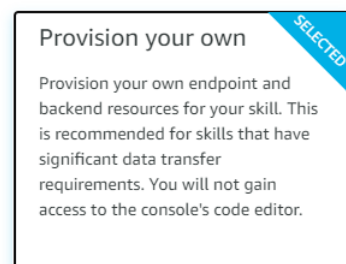 Provision your own
SELECTED
Provision your own endpoint and
backend resources for your skill. This
is recommended for skills that have
significant data transfer
requirements. You will not gain
access to the console's code editor.